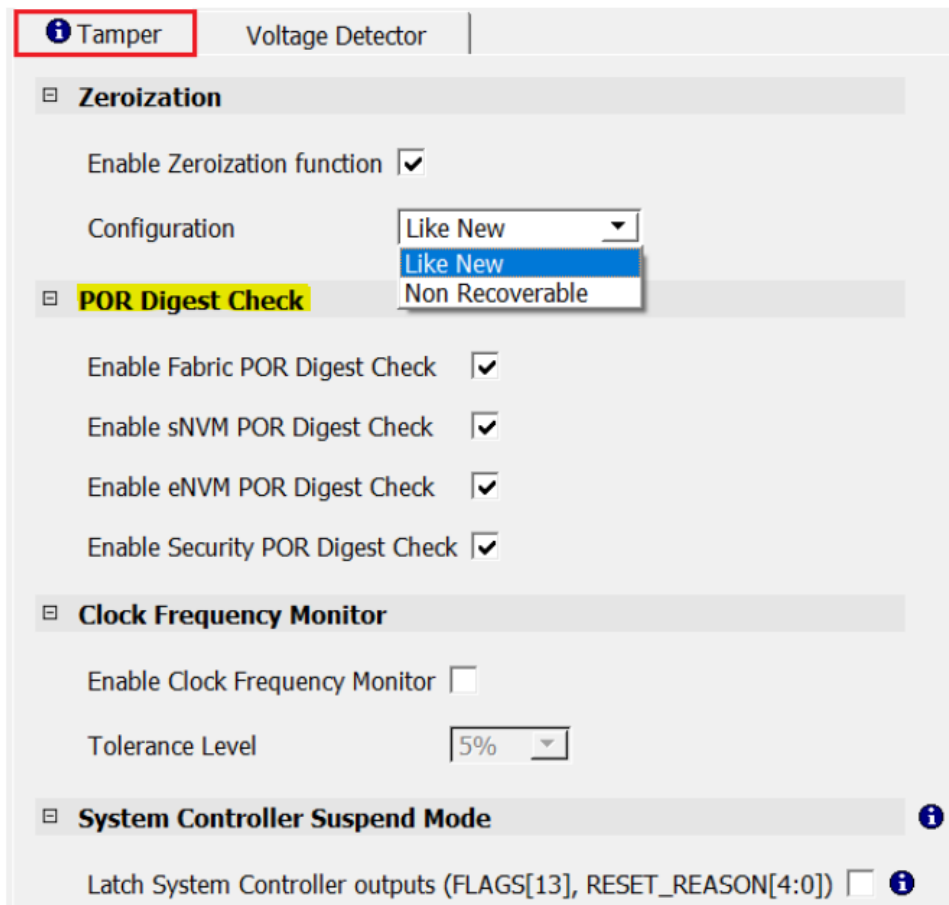 Tamper Voltage Detector
Zeroization
Enable Zeroization function
Configuration Like New
Like New
Non Recoverable
POR Digest Check
Enable Fabric POR Digest Check
Enable sNVM POR Digest Check
Enable eNVM POR Digest Check
Enable Security POR Digest Check
Clock Frequency Monitor
Enable Clock Frequency Monitor
Tolerance Level 5%
System Controller Suspend Mode
Latch System Controller outputs (FLAGS[13], RESET_REASON[4:0])